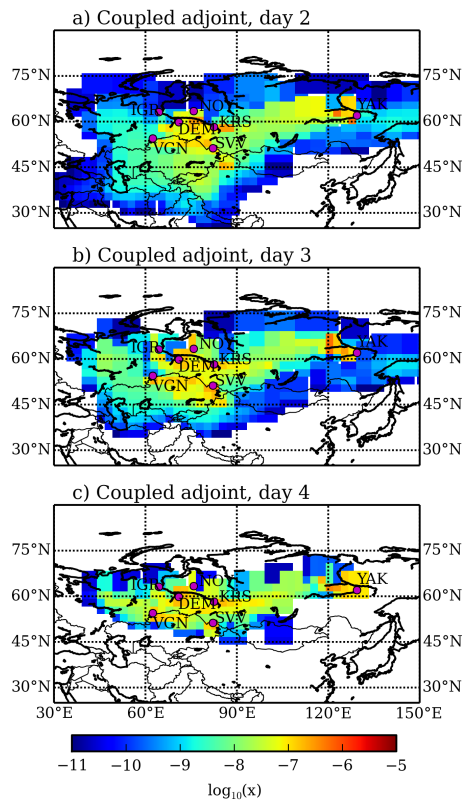 a) Coupled adjoint, day 2
75°N 75°N
IGR NOY YAK
60°N DEM KRS 60°N
VGN SVV
45°N 45°N
30°N 30°N
b) Coupled adjoint, day 3
75°N 75°N
IGR NOY YAK
60°N DEM KRS 60°N
VGN SVV
45°N 45°N
30°N 30°N
c) Coupled adjoint, day 4
75°N 75°N
IGR NOY YAK
60°N DEM KRS 60°N
VGN SVV
45°N 45°N
30°N 30°N
30°E 60°E 90°E 120°E 150°E
−11 −10 −9 −8 −7 −6 −5
log₁₀(x)